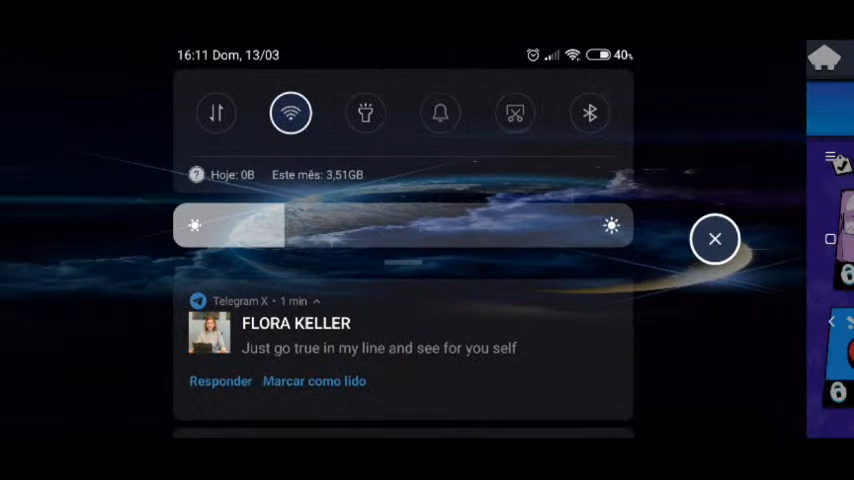 16:11 Dom, 13/03
40%
Hoje: 0B Este mês: 3,51GB
Telegram X • 1 min
FLORA KELLER
Just go true in my line and see for you self
Responder Marcar como lido